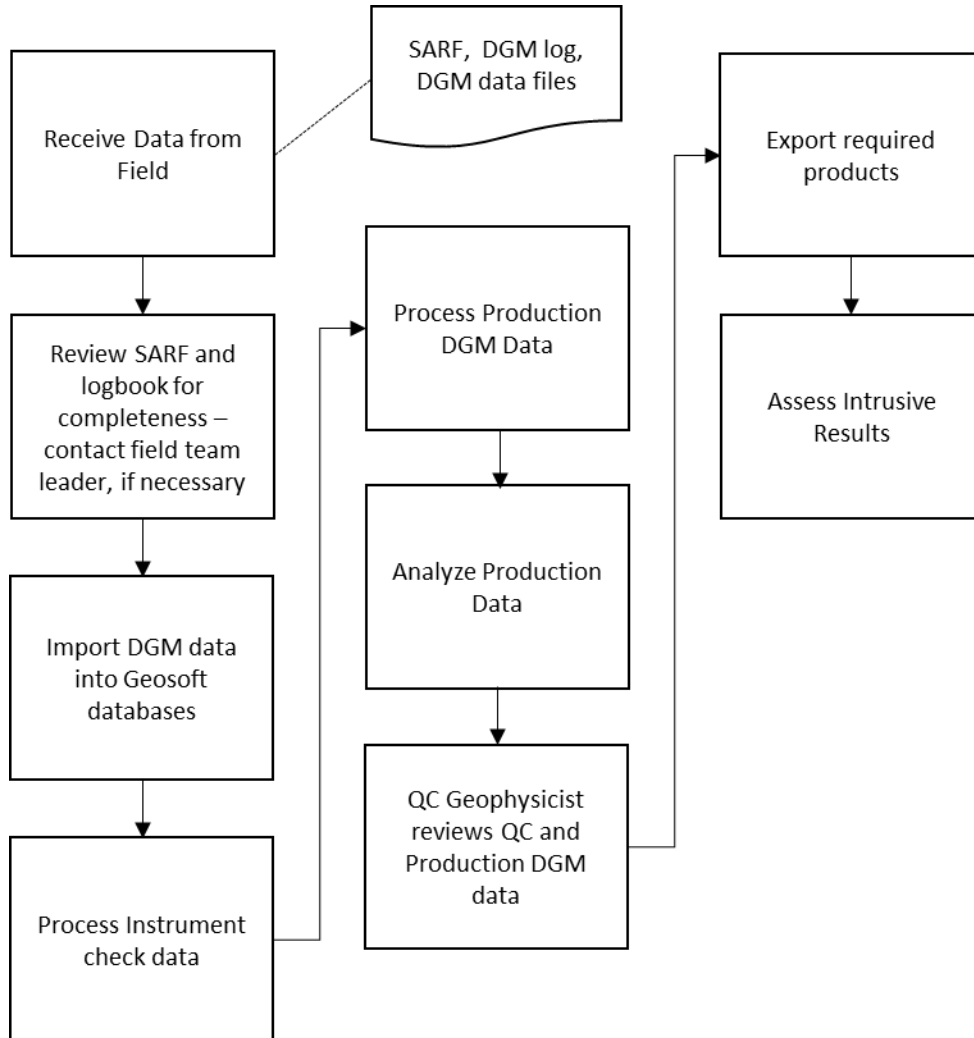 Receive Data from
Field
SARF, DGM log,
DGM data files
Review SARF and
logbook for
completeness –
contact field team
leader, if necessary
Import DGM data
into Geosoft
databases
Process Instrument
check data
Process Production
DGM Data
Analyze Production
Data
QC Geophysicist
reviews QC and
Production DGM
data
Export required
products
Assess Intrusive
Results